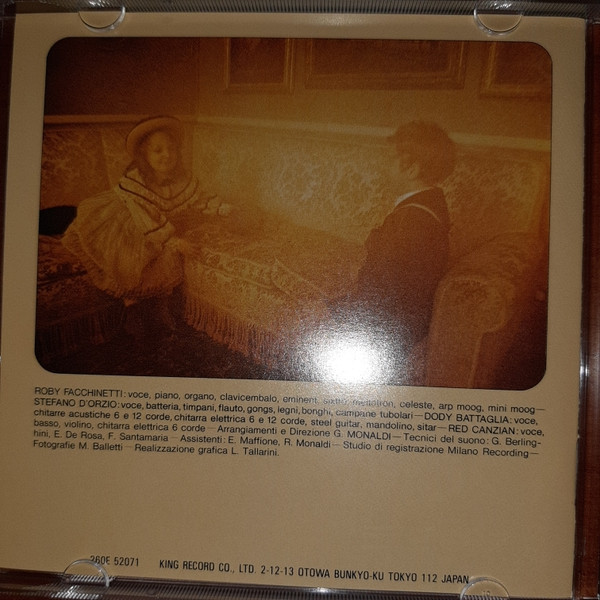 ROBY FACCHINETTI: voce, piano, organo, clavicembalo, eminent, sixtro, mellotron, celeste, arp moog, mini moog—
STEFANO D'ORZIO: voce, batteria, timpani, flauto, gongs, legni, bonghi, campane tubolari—DODY BATTAGLIA: voce,
chitarre acustiche 6 e 12 corde, chitarra elettrica 6 e 12 corde, steel guitar, mandolino, sitar—RED CANZIAN: voce,
basso, violino, chitarra elettrica 6 corde—Arrangiamenti e Direzione G. MONALDI—Tecnici del suono: G. Berling-
hini, E. De Rosa, F. Santamaria—Assistenti: E. Maffione, R. Monaldi—Studio di registrazione Milano Recording—
Fotografie M. Balletti—Realizzazione grafica L. Tallarini.
260E 52071 KING RECORD CO., LTD. 2-12-13 OTOWA BUNKYO-KU TOKYO 112 JAPAN